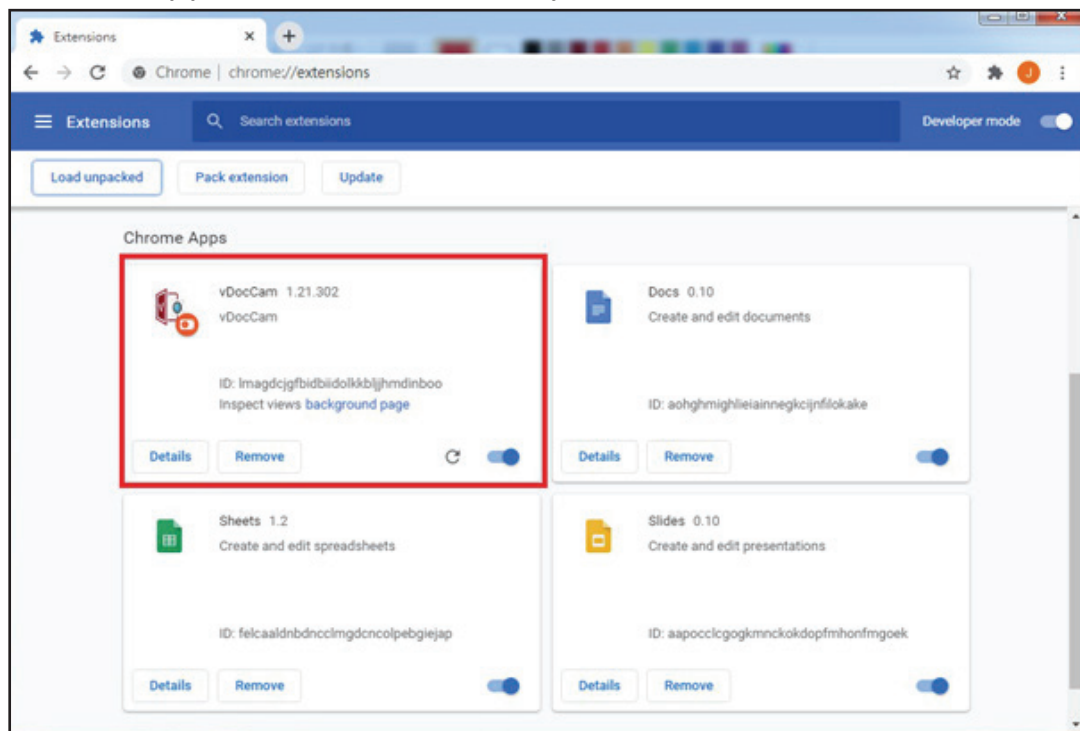 Extensions
Chrome | chrome://extensions
J
Extensions
Search extensions
Developer mode
Load unpacked
Pack extension
Update
Chrome Apps
vDocCam 1.21.302
vDocCam
Inspect views background page
Details
Remove
Docs 0.10
Create and edit documents
ID: aohghmighlieiainnegkcijnfilokake
Details
Remove
Sheets 1.2
Create and edit spreadsheets
ID: felcaaldnbdncclmgdcncolpebgiejap
Details
Remove
Slides 0.10
Create and edit presentations
ID: aapocclcgogkmnckokdopfmhonfmgoek
Details
Remove